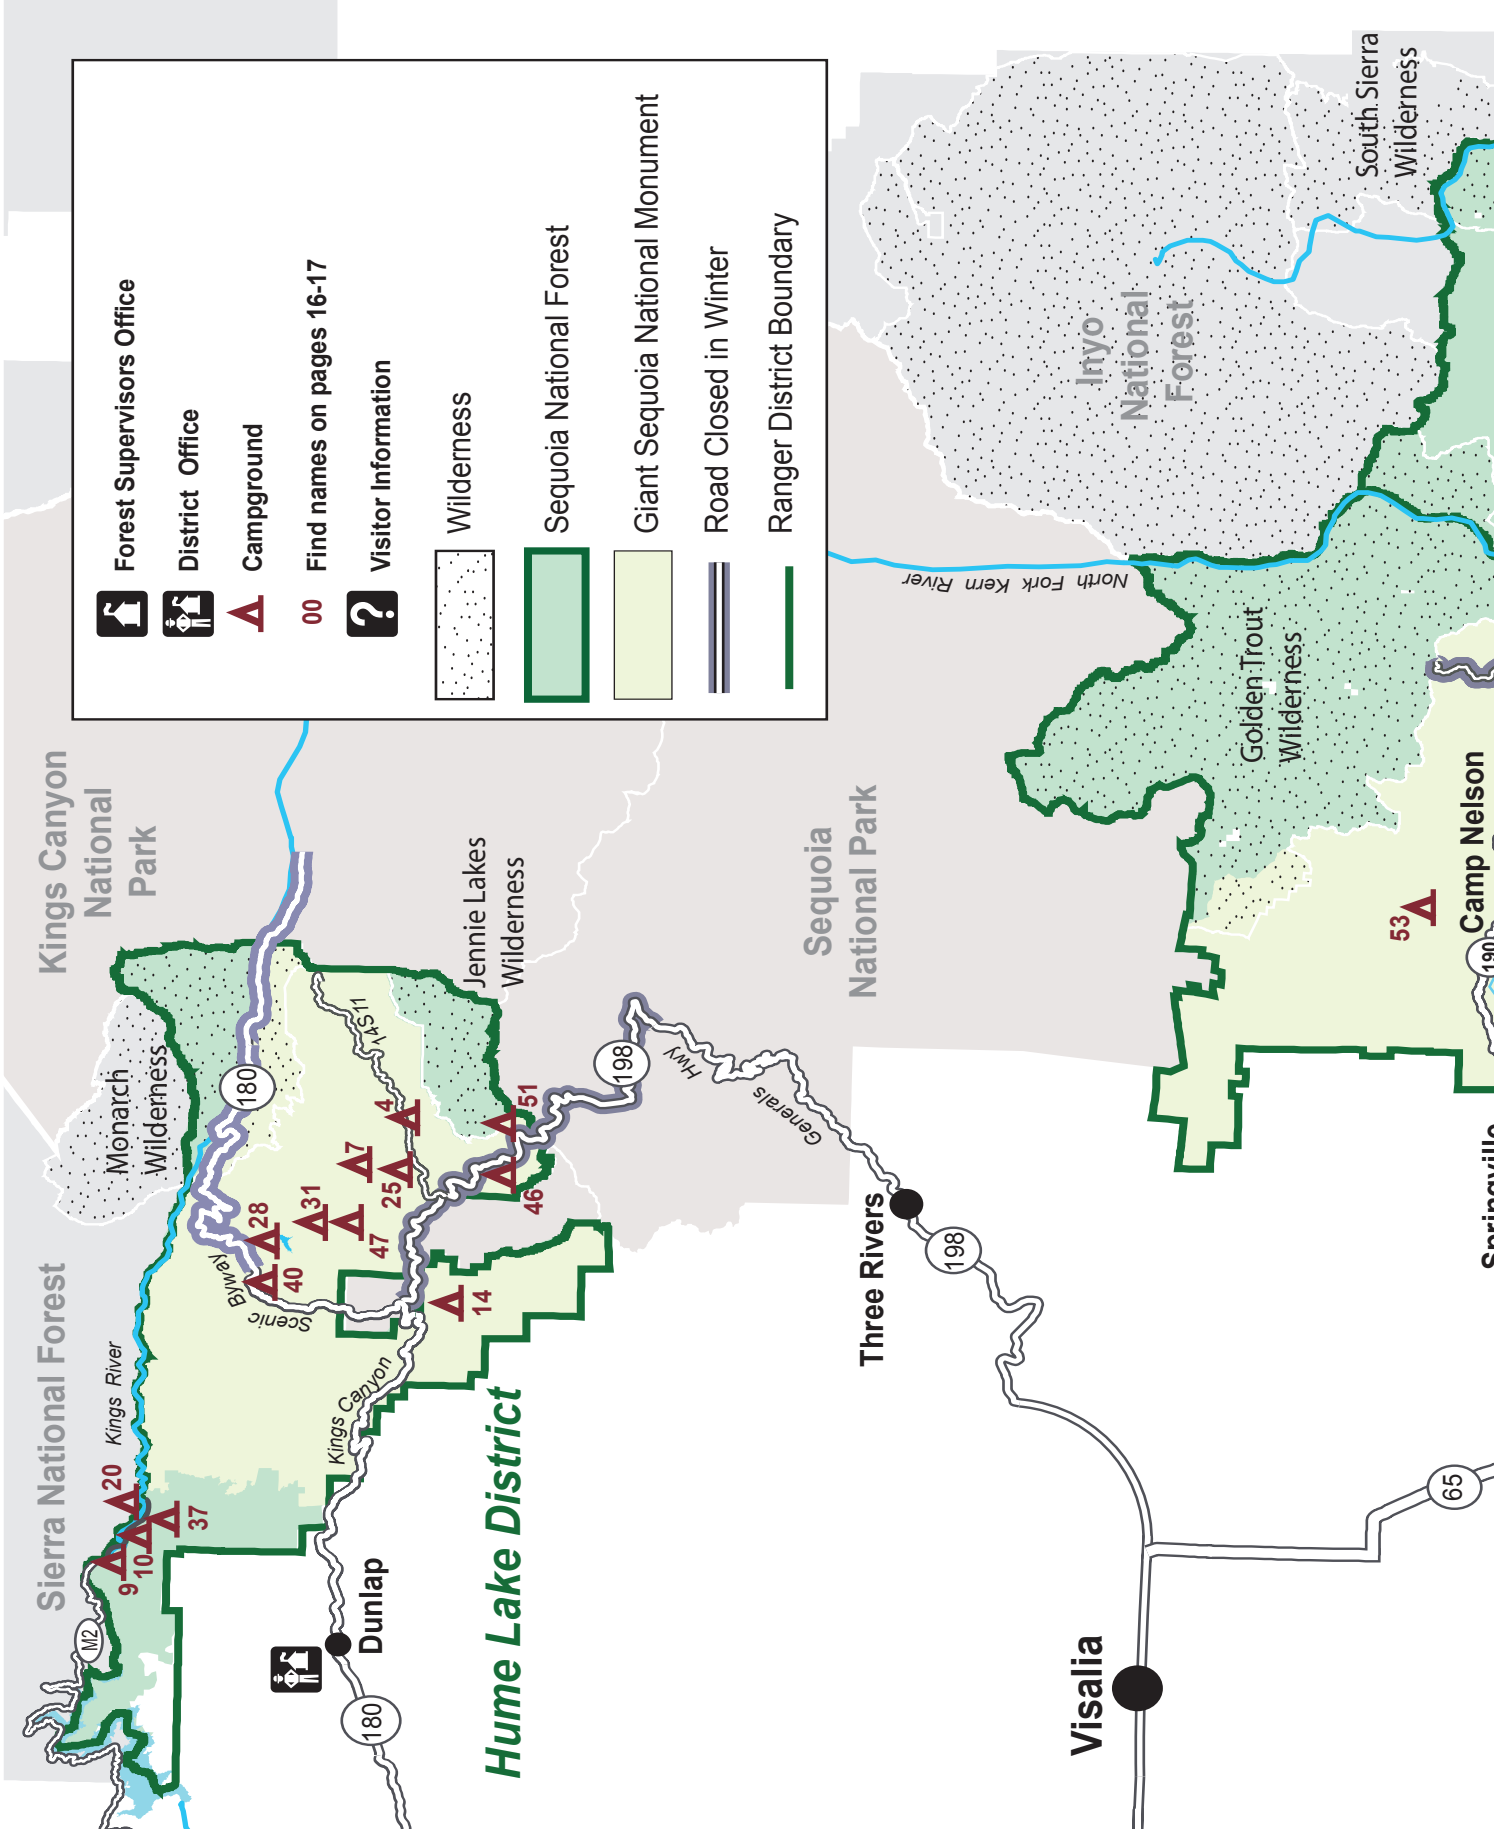 Forest Supervisors Office
District Office
Campground
00 Find names on pages 16-17
Visitor Information
?
Wilderness
Sequoia National Forest
Giant Sequoia National Monument
Road Closed in Winter
Ranger District Boundary
Kings Canyon
National
Park
Sierra National Forest
Monarch
Wilderness
Kings River
M2
20
9
10
37
180
28
40
31
47
7
25
4
14S11
Scenic
Byway
Kings Canyon
Dunlap
180
14
46
51
Jennie Lakes
Wilderness
Hume Lake District
198
Generals
Hwy
Sequoia
National Park
Three Rivers
198
Visalia
65
North Fork Kern River
Inyo
National
Forest
South Sierra
Wilderness
Golden Trout
Wilderness
53
Camp Nelson
190
Springville